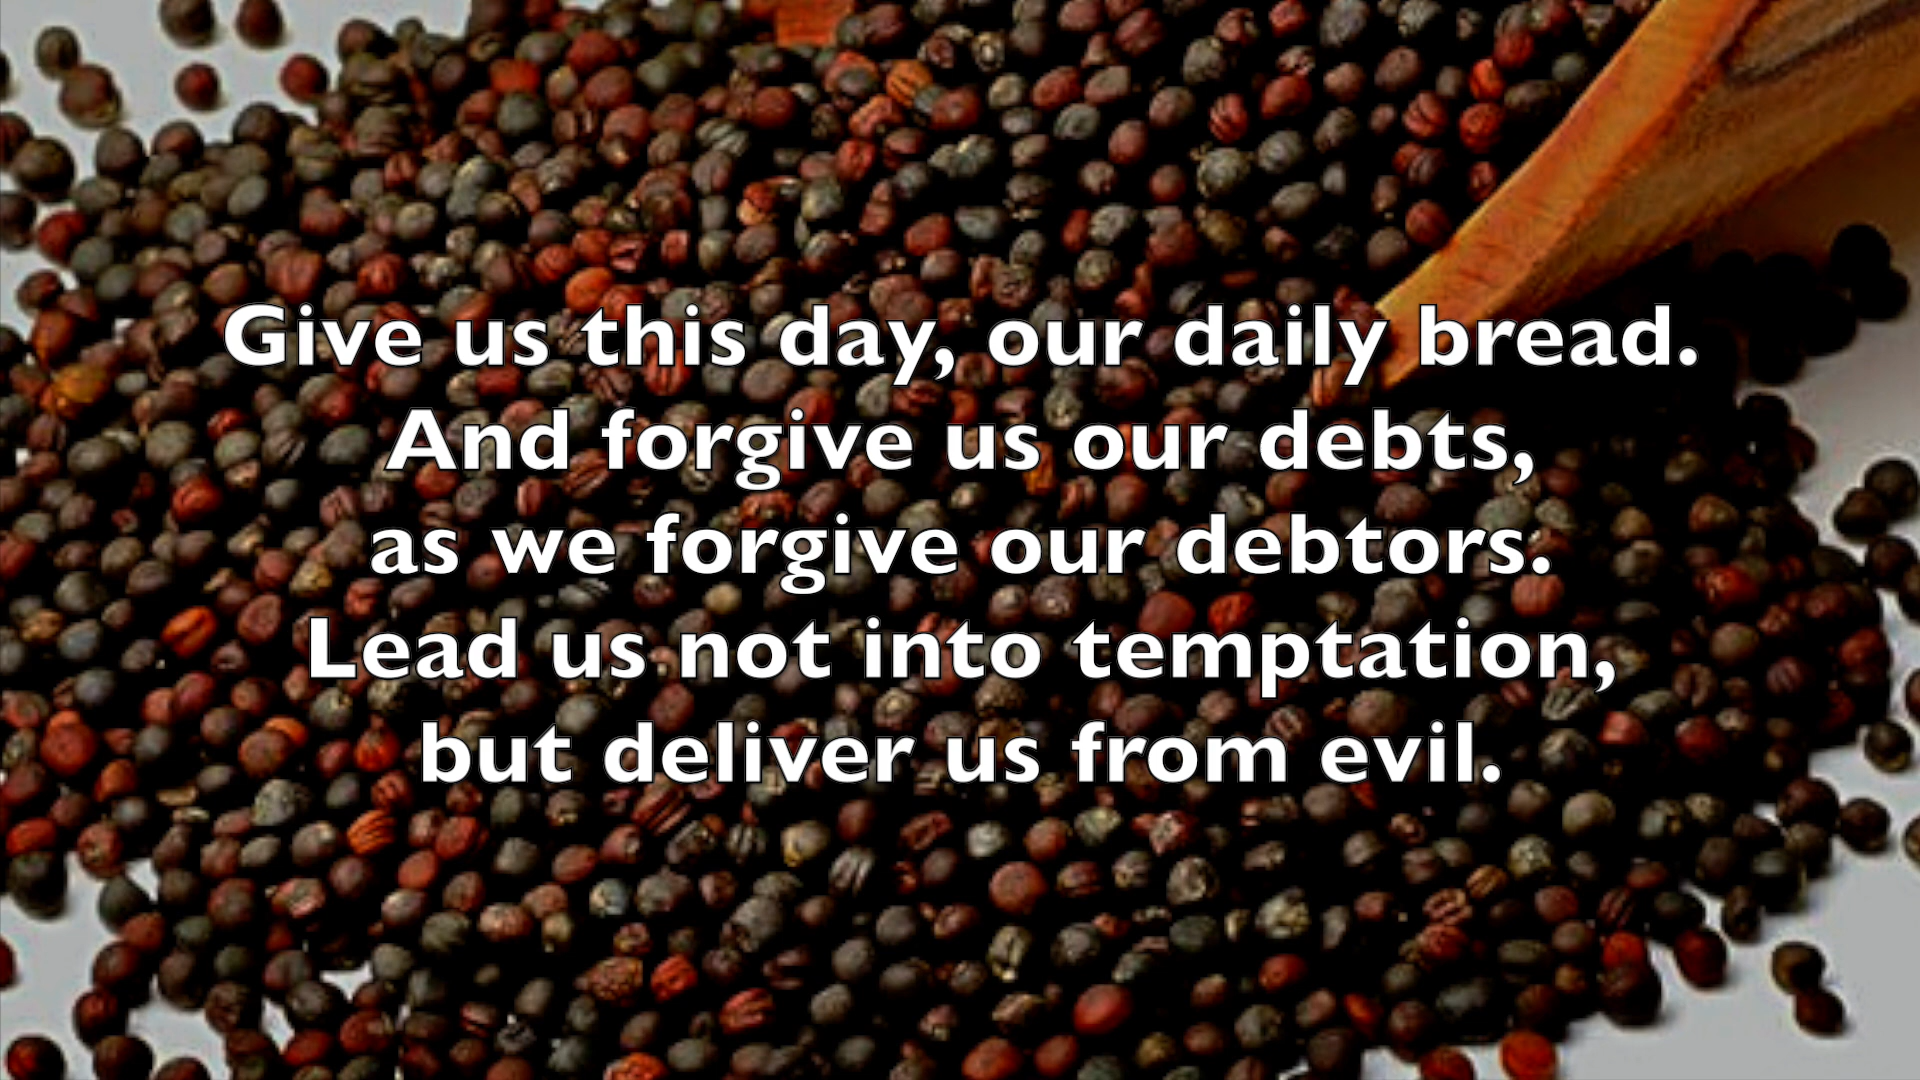 Give us this day, our daily bread.
And forgive us our debts,
as we forgive our debtors.
Lead us not into temptation,
but deliver us from evil.